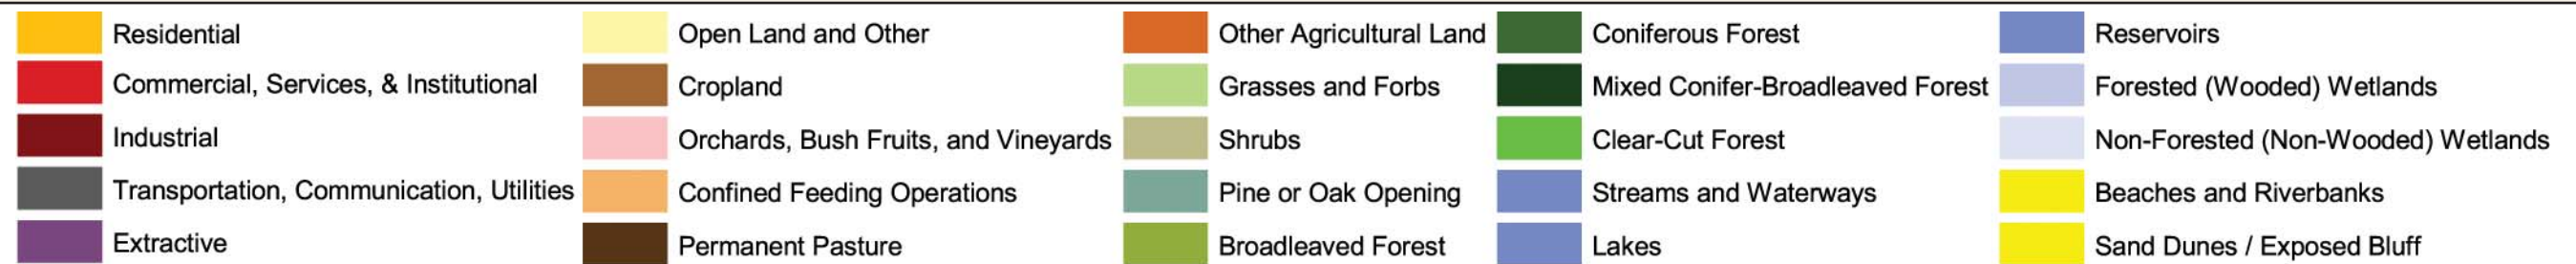 Residential
Commercial, Services, & Institutional
Industrial
Transportation, Communication, Utilities
Extractive
Open Land and Other
Cropland
Orchards, Bush Fruits, and Vineyards
Confined Feeding Operations
Permanent Pasture
Other Agricultural Land
Grasses and Forbs
Shrubs
Pine or Oak Opening
Broadleaved Forest
Coniferous Forest
Mixed Conifer-Broadleaved Forest
Clear-Cut Forest
Streams and Waterways
Lakes
Reservoirs
Forested (Wooded) Wetlands
Non-Forested (Non-Wooded) Wetlands
Beaches and Riverbanks
Sand Dunes / Exposed Bluff